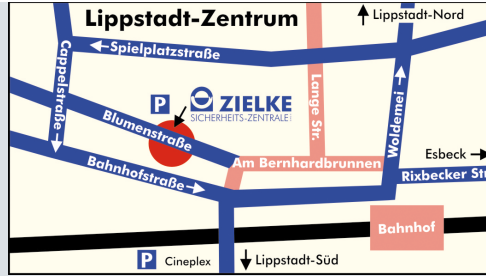 Lippstadt-Zentrum
Lippstadt-Nord
Spielplatzstraße
Cappelstraße
P
ZIELKE
SICHERHEITS-ZENTRALE
Lange Str.
Woldemei
Blumenstraße
Am Bernhardbrunnen
Esbeck
Bahnhofstraße
Rixbecker Str
Bahnhof
P Cineplex
Lippstadt-Süd